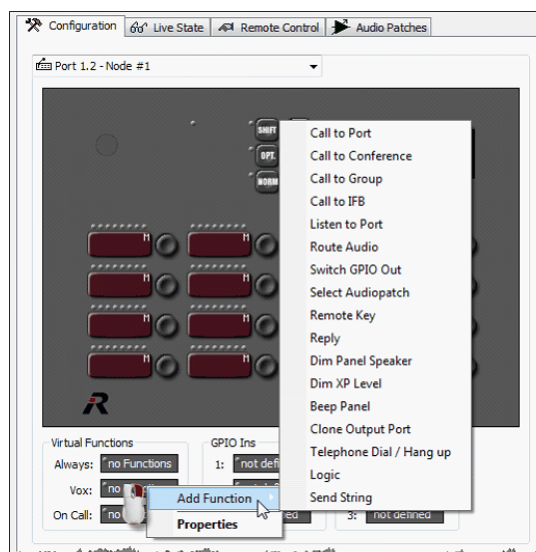 Configuration Live State Remote Control Audio Patches
Port 1.2 - Node #1
SHIFT
OPT.
NORM
M M
M M
M M
M M
Call to Port
Call to Conference
Call to Group
Call to IFB
Listen to Port
Route Audio
Switch GPIO Out
Select Audiopatch
Remote Key
Reply
Dim Panel Speaker
Dim XP Level
Beep Panel
Clone Output Port
Telephone Dial / Hang up
Logic
Send String
Virtual Functions GPIO Ins
Always: no Functions 1: not defi
Vox: no
On Call: no 3: not defined
Add Function
Properties